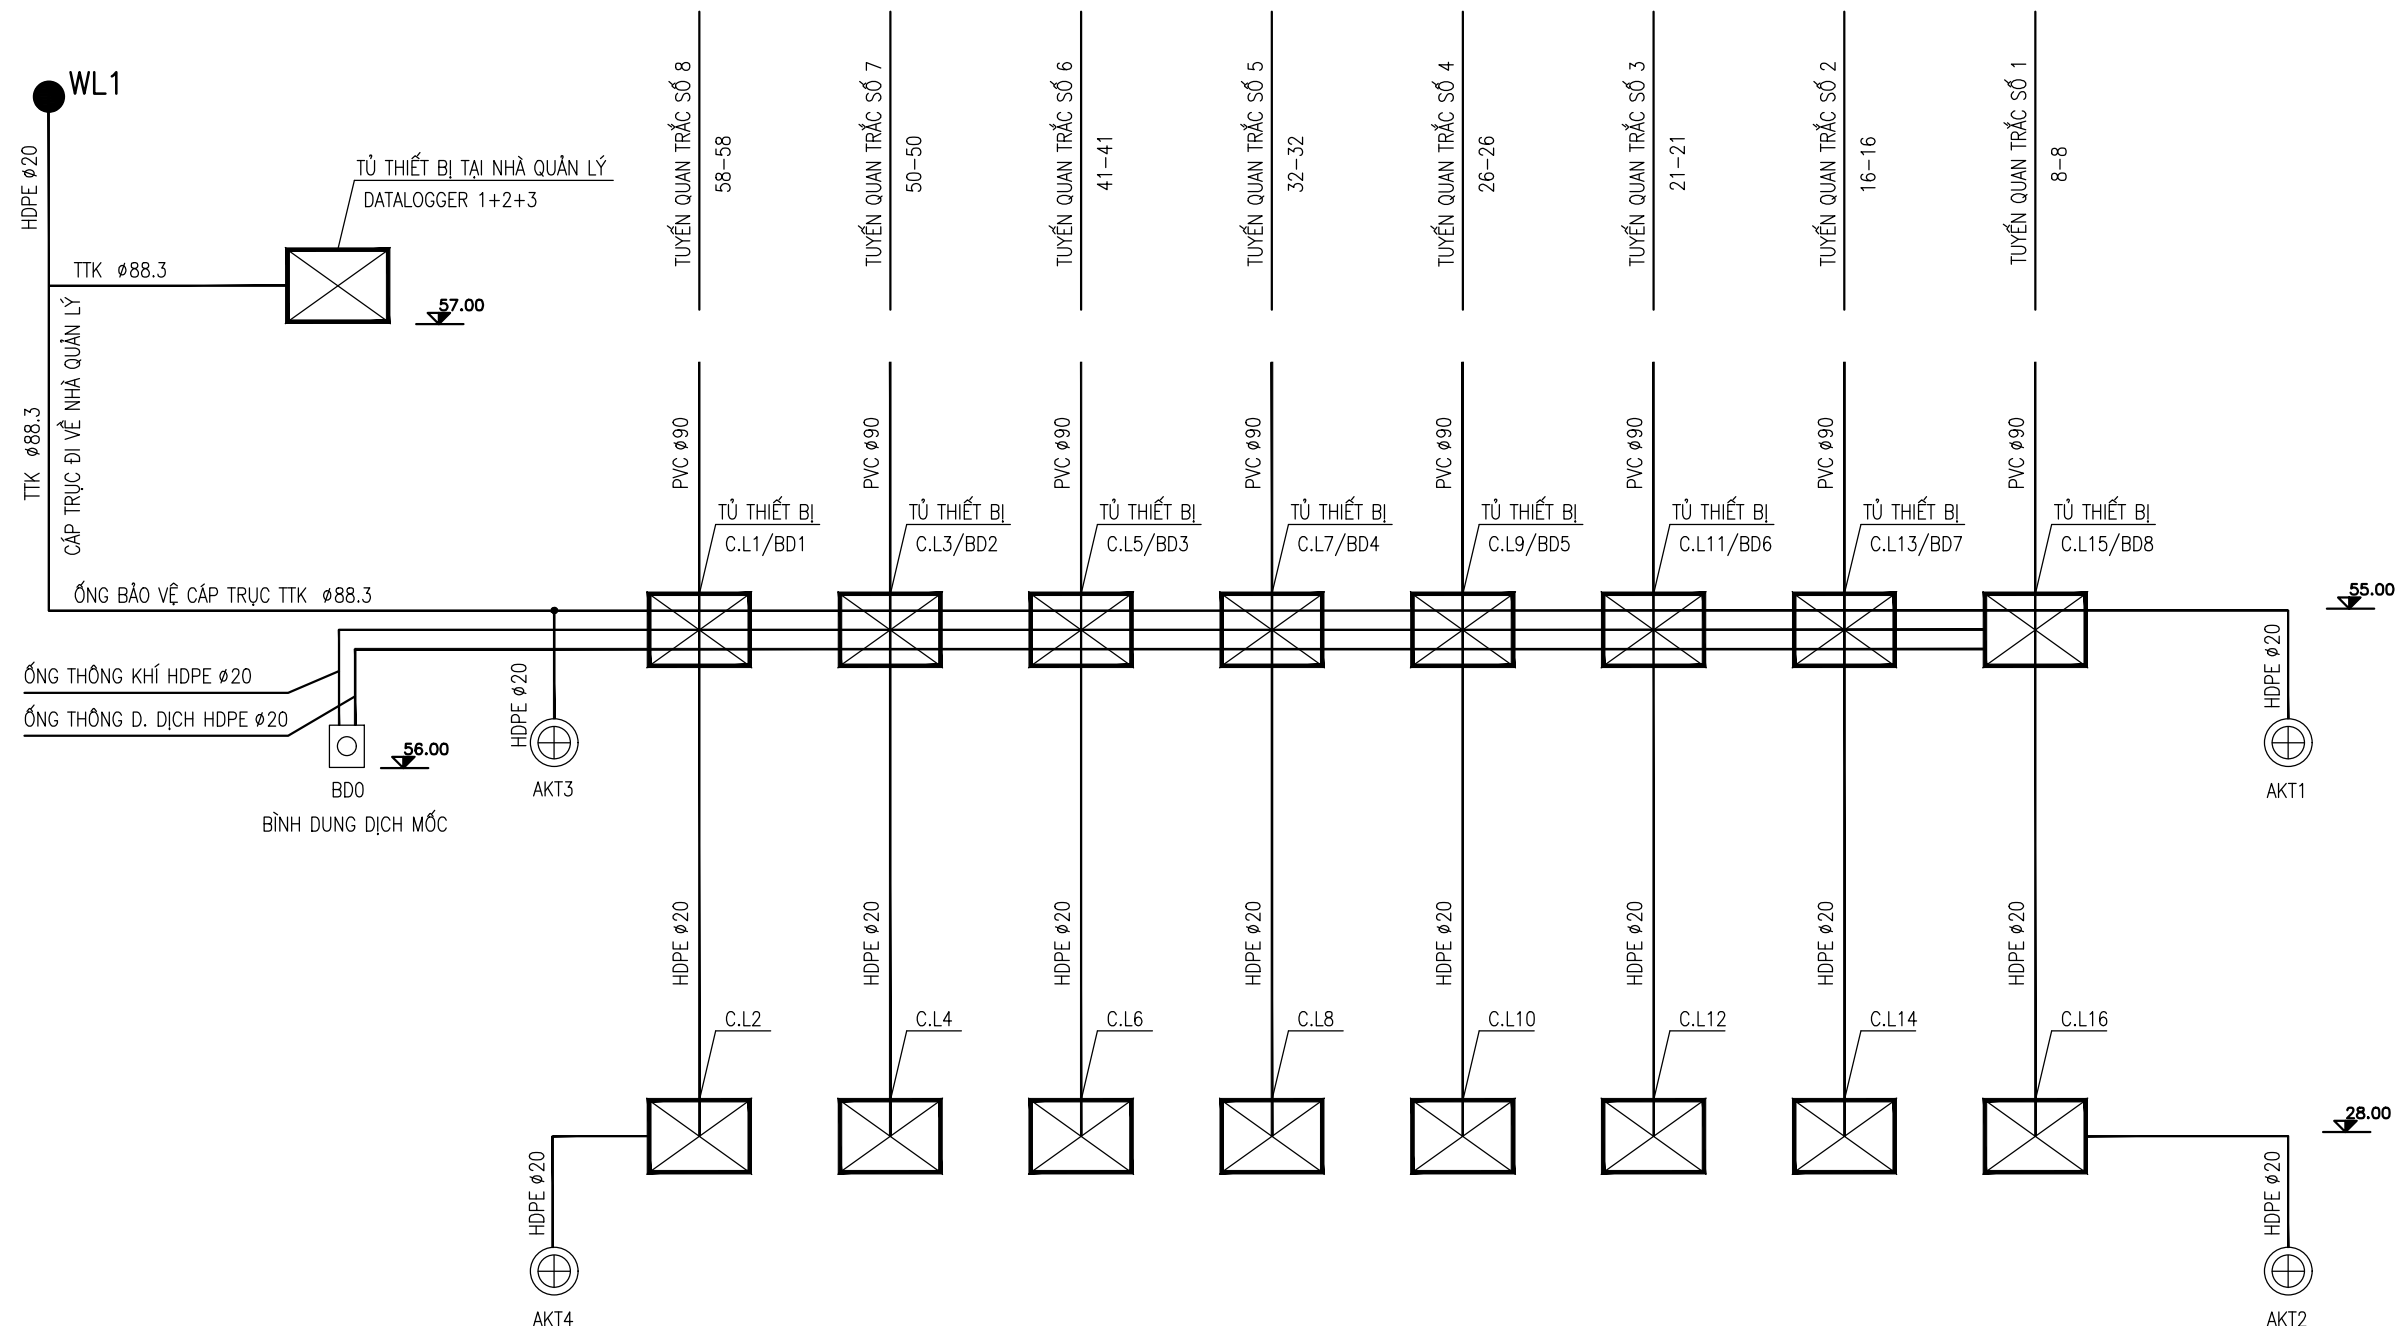 WL1
HDPE ø20
TỦ THIẾT BỊ TẠI NHÀ QUẢN LÝ
DATALOGGER 1+2+3
TTK ø88.3
57.00
TTK ø88.3
CÁP TRỤC ĐI VỀ NHÀ QUẢN LÝ
TUYẾN QUAN TRẮC SỐ 8
58-58
TUYẾN QUAN TRẮC SỐ 7
50-50
TUYẾN QUAN TRẮC SỐ 6
41-41
TUYẾN QUAN TRẮC SỐ 5
32-32
TUYẾN QUAN TRẮC SỐ 4
26-26
TUYẾN QUAN TRẮC SỐ 3
21-21
TUYẾN QUAN TRẮC SỐ 2
16-16
TUYẾN QUAN TRẮC SỐ 1
8-8
PVC ø90
PVC ø90
PVC ø90
PVC ø90
PVC ø90
PVC ø90
PVC ø90
PVC ø90
TỦ THIẾT BỊ
C.L1/BD1
TỦ THIẾT BỊ
C.L3/BD2
TỦ THIẾT BỊ
C.L5/BD3
TỦ THIẾT BỊ
C.L7/BD4
TỦ THIẾT BỊ
C.L9/BD5
TỦ THIẾT BỊ
C.L11/BD6
TỦ THIẾT BỊ
C.L13/BD7
TỦ THIẾT BỊ
C.L15/BD8
ỐNG BẢO VỆ CÁP TRỤC TTK ø88.3
55.00
ỐNG THÔNG KHÍ HDPE ø20
ỐNG THÔNG D. DỊCH HDPE ø20
HDPE ø20
HDPE ø20
56.00
BD0
BÌNH DUNG DỊCH MỐC
AKT3
AKT1
HDPE ø20
HDPE ø20
HDPE ø20
HDPE ø20
HDPE ø20
HDPE ø20
HDPE ø20
HDPE ø20
C.L2
C.L4
C.L6
C.L8
C.L10
C.L12
C.L14
C.L16
28.00
HDPE ø20
HDPE ø20
AKT4
AKT2